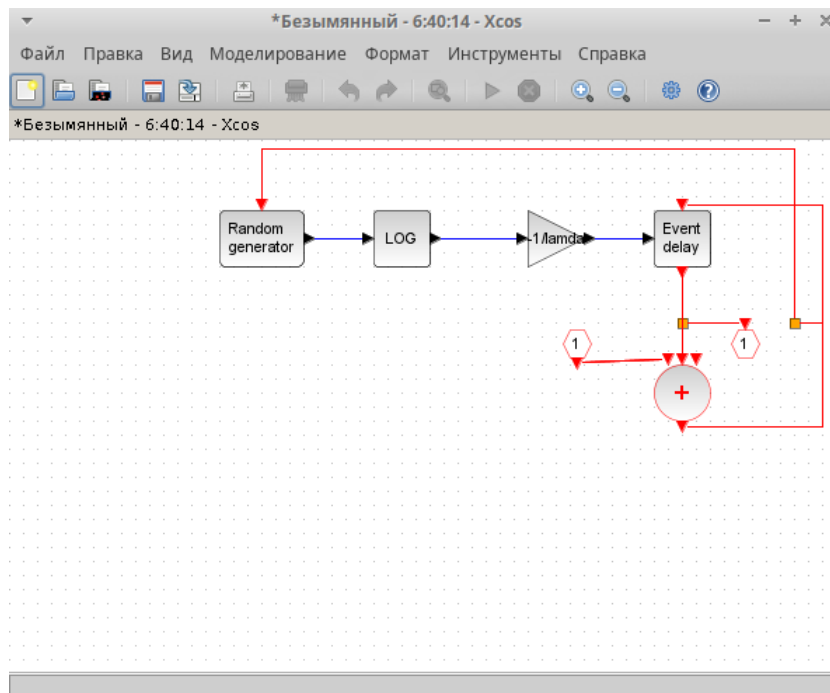 *Безымянный - 6:40:14 - Xcos
Файл Правка Вид Моделирование Формат Инструменты Справка
*Безымянный - 6:40:14 - Xcos
Random generator
LOG
-1/lamda
Event delay
1
1
+